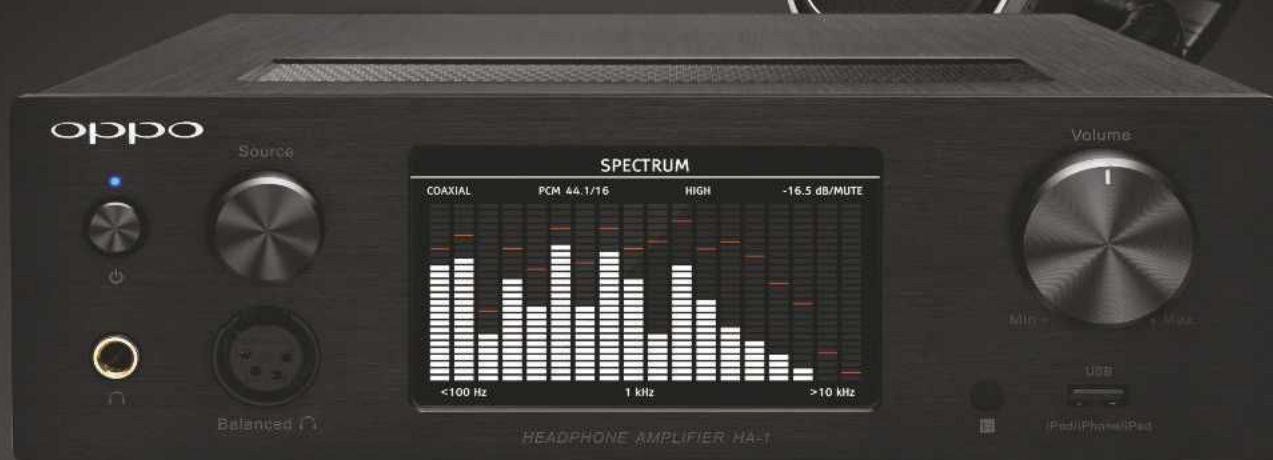 oppo
Source
Volume
SPECTRUM
COAXIAL PCM 44.1/16 HIGH -16.5 dB/MUTE
<100 Hz 1 kHz >10 kHz
Min Max
USB
iPod/iPhone/iPad
Balanced
HEADPHONE AMPLIFIER HA-1